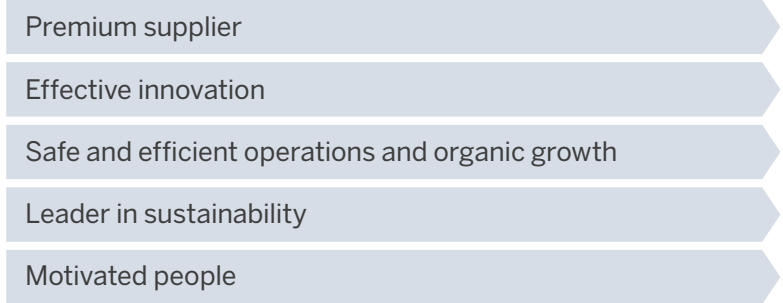 Premium supplier
Effective innovation
Safe and efficient operations and organic growth
Leader in sustainability
Motivated people